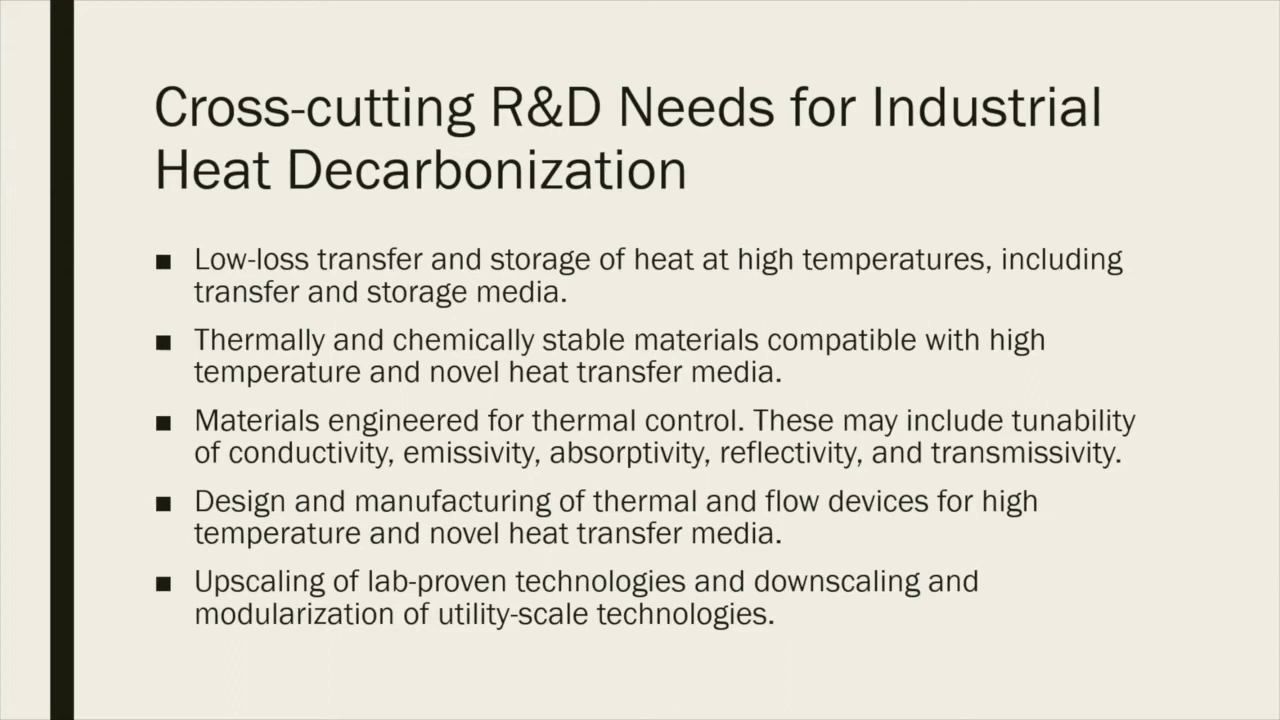 Cross-cutting R&D Needs for Industrial
Heat Decarbonization
■ Low-loss transfer and storage of heat at high temperatures, including
transfer and storage media.
■ Thermally and chemically stable materials compatible with high
temperature and novel heat transfer media.
■ Materials engineered for thermal control. These may include tunability
of conductivity, emissivity, absorptivity, reflectivity, and transmissivity.
■ Design and manufacturing of thermal and flow devices for high
temperature and novel heat transfer media.
■ Upscaling of lab-proven technologies and downscaling and
modularization of utility-scale technologies.